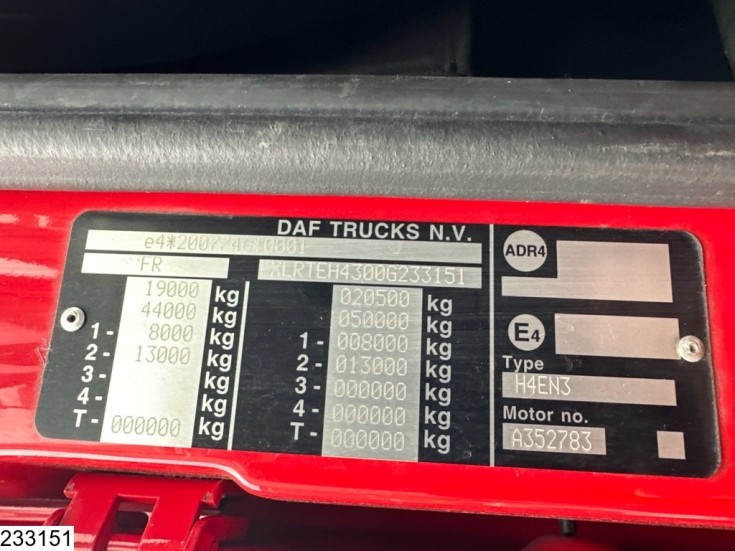 DAF TRUCKS N.V.
e4*2007/46*0001
FR XLRTEH4300G233151
19000 kg 020500 kg
44000 kg 050000 kg
1- 8000 kg 1- 008000 kg
2- 13000 kg 2- 013000 kg
3- kg 3- 000000 kg
4- kg 4- 000000 kg
T- 000000 kg T- 000000 kg
ADR4
E4
Type
H4EN3
Motor no.
A352783
233151